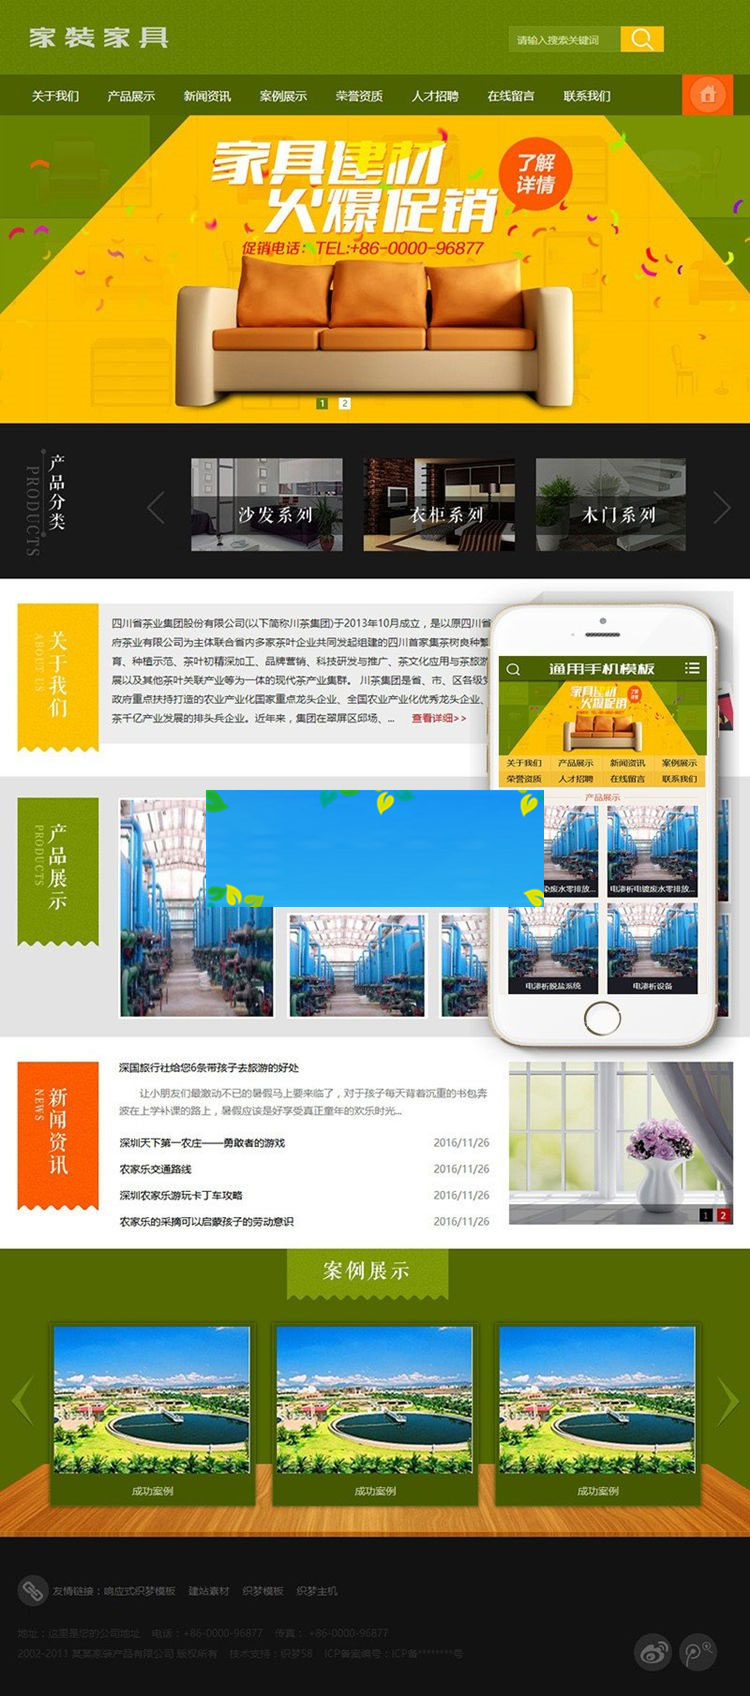 家装家具
请输入搜索关键词
关于我们 产品展示 新闻资讯 案例展示 荣誉资质 人才招聘 在线留言 联系我们
家具建材
火爆促销
了解
详情
促销电话：TEL:+86-0000-96877
1 2
产品分类
PRODUCTS
沙发系列 衣柜系列 木门系列
关于我们
ABOUT US
四川省茶业集团股份有限公司(以下简称川茶集团)于2013年10月成立，是以原四川省
府茶业有限公司为主体联合省内多家茶叶企业共同发起组建的四川首家集茶树良种繁
育、种植示范、茶叶初精深加工、品牌营销、科技研发与推广、茶文化应用与茶旅游
展以及其他茶叶关联产业等为一体的现代茶产业集群。 川茶集团是省、市、区各级
政府重点扶持打造的农业产业化国家重点龙头企业、全国农业产业化优秀龙头企业、
茶千亿产业发展的排头兵企业。近年来，集团在翠屏区邱场、... 查看详细>>
通用手机模板
家具建材
火爆促销
了解
详情
关于我们 产品展示 新闻资讯 案例展示
荣誉资质 人才招聘 在线留言 联系我们
产品展示
染废水零排放... 电渗析电镀废水零排放...
电渗析脱盐系统 电渗析设备
产品展示
PRODUCTS
新闻资讯
NEWS
深国旅行社给您6条带孩子去旅游的好处
让小朋友们最激动不已的暑假马上要来临了，对于孩子每天背着沉重的书包奔
波在上学补课的路上，暑假应该是好享受真正童年的欢乐时光...
深圳天下第一农庄——勇敢者的游戏 2016/11/26
农家乐交通路线 2016/11/26
深圳农家乐游玩卡丁车攻略 2016/11/26
农家乐的采摘可以启蒙孩子的劳动意识 2016/11/26
1 2
案例展示
成功案例 成功案例 成功案例
友情链接：响应式织梦模板 建站素材 织梦模板 织梦主机
地址：这里是您的公司地址 电话：+86-0000-96877 传真：+86-0000-96877
2002-2011 某某家装产品有限公司 版权所有 技术支持：织梦58 ICP备案编号：ICP备********号